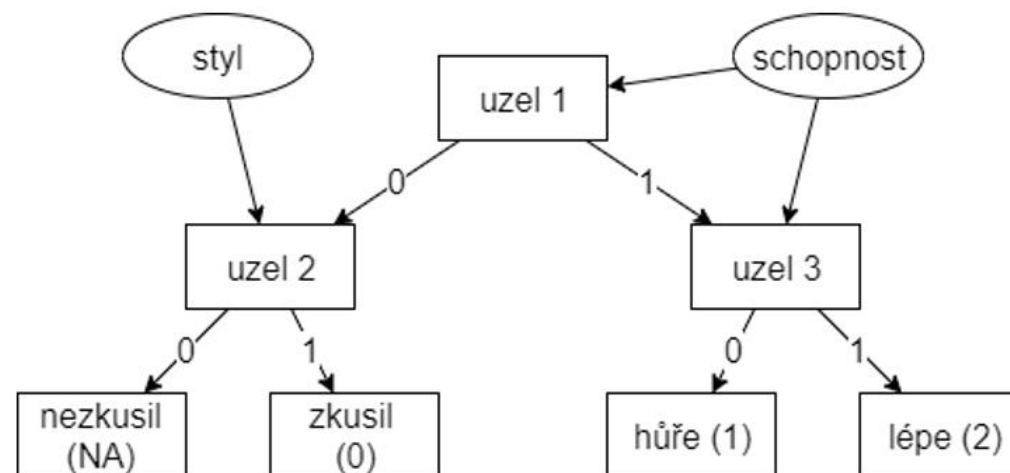 styl
schopnost
uzel 1
0
1
uzel 2
uzel 3
0
1
0
1
nezkusil
(NA)
zkusil
(0)
hůře (1)
lépe (2)